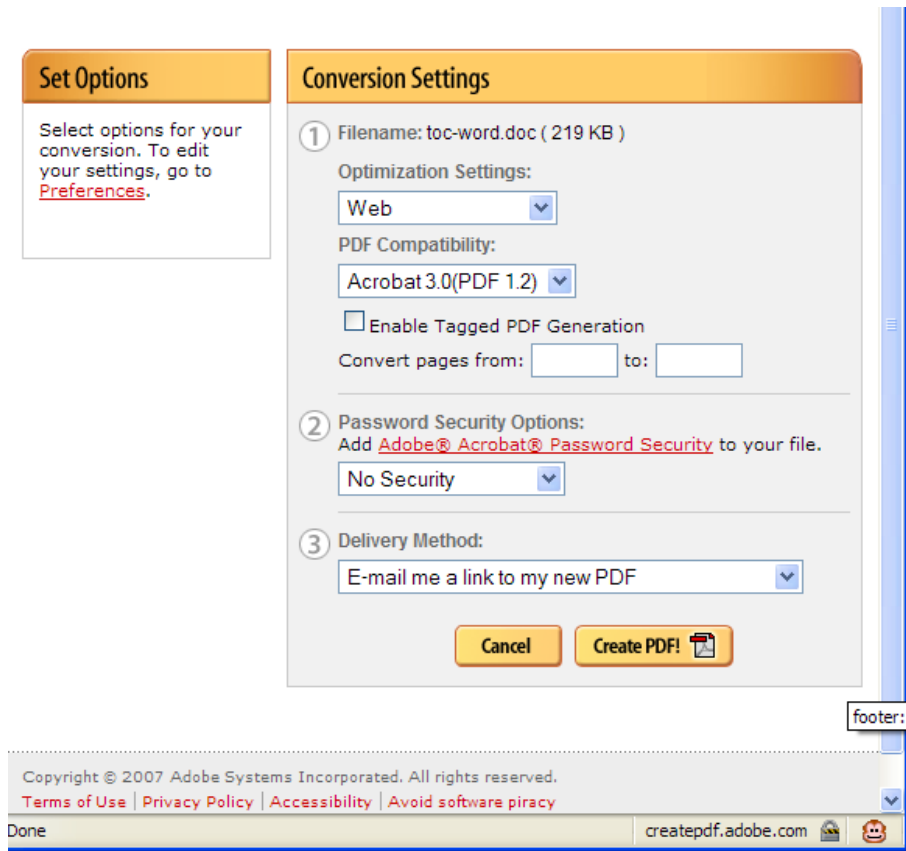 Set Options
Select options for your
conversion. To edit
your settings, go to
Preferences.
Conversion Settings
1 Filename: toc-word.doc ( 219 KB )
Optimization Settings:
Web
PDF Compatibility:
Acrobat 3.0(PDF 1.2)
Enable Tagged PDF Generation
Convert pages from: to:
2 Password Security Options:
Add Adobe® Acrobat® Password Security to your file.
No Security
3 Delivery Method:
E-mail me a link to my new PDF
Cancel Create PDF!
footer:
Copyright © 2007 Adobe Systems Incorporated. All rights reserved.
Terms of Use | Privacy Policy | Accessibility | Avoid software piracy
Done createpdf.adobe.com